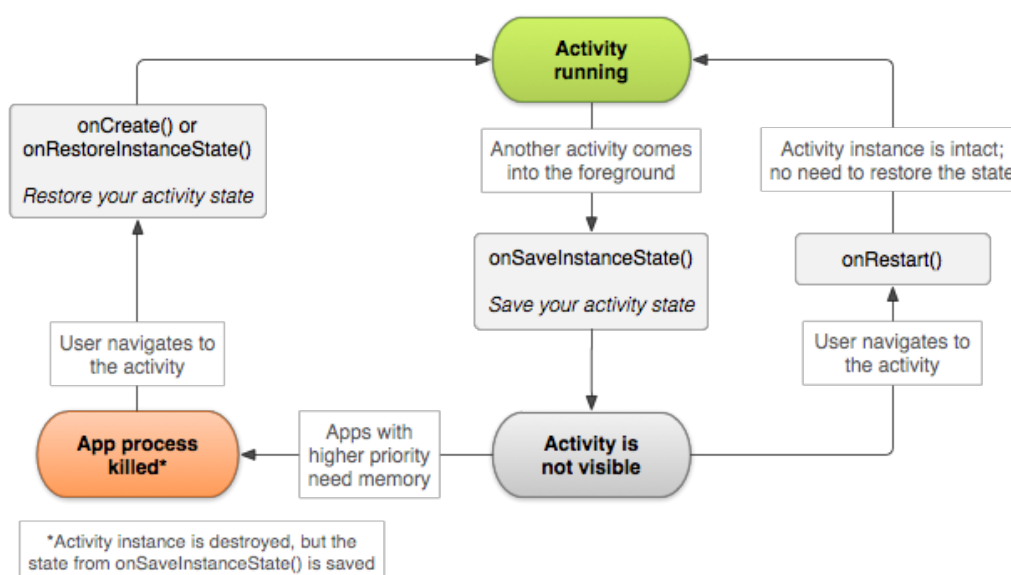 Activity
running
onCreate() or
onRestoreInstanceState()
Restore your activity state
Another activity comes
into the foreground
Activity instance is intact;
no need to restore the state
onSaveInstanceState()
Save your activity state
onRestart()
User navigates to
the activity
User navigates to
the activity
App process
killed*
Apps with
higher priority
need memory
Activity is
not visible
*Activity instance is destroyed, but the
state from onSaveInstanceState() is saved